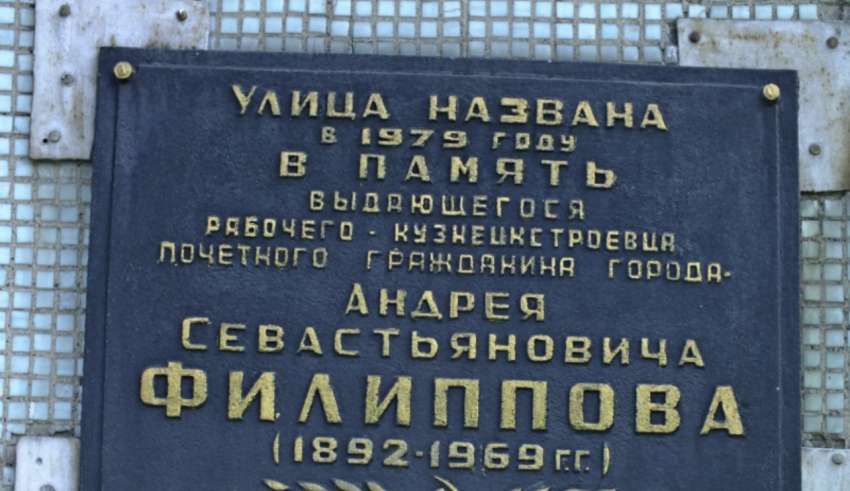 УЛИЦА НАЗВАНА
В 1979 ГОДУ
В ПАМЯТЬ
ВЫДАЮЩЕГОСЯ
РАБОЧЕГО - КУЗНЕЦКСТРОЕВЦА
ПОЧЕТНОГО ГРАЖДАНИНА ГОРОДА-
АНДРЕЯ
СЕВАСТЬЯНОВИЧА
ФИЛИППОВА
(1892-1969 Г.Г.)